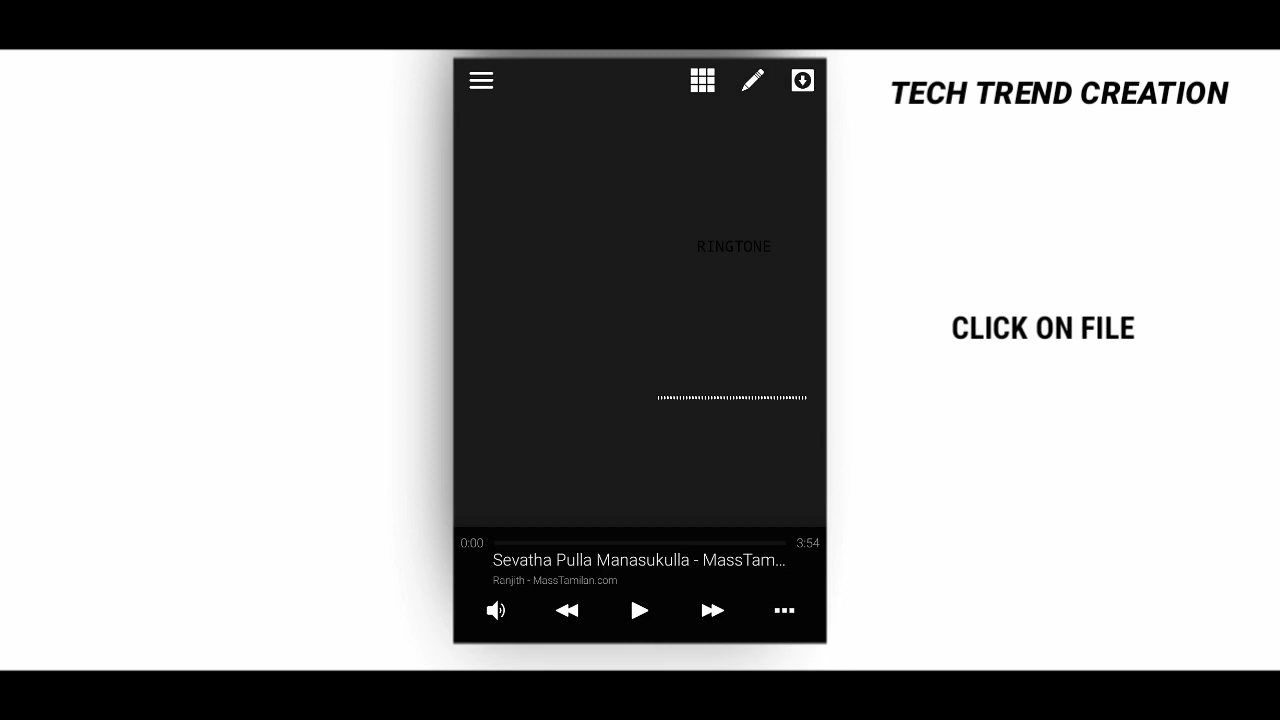 TECH TREND CREATION
RINGTONE
CLICK ON FILE
0:00
3:54
Sevatha Pulla Manasukulla - MassTam...
Ranjith - MassTamilan.com